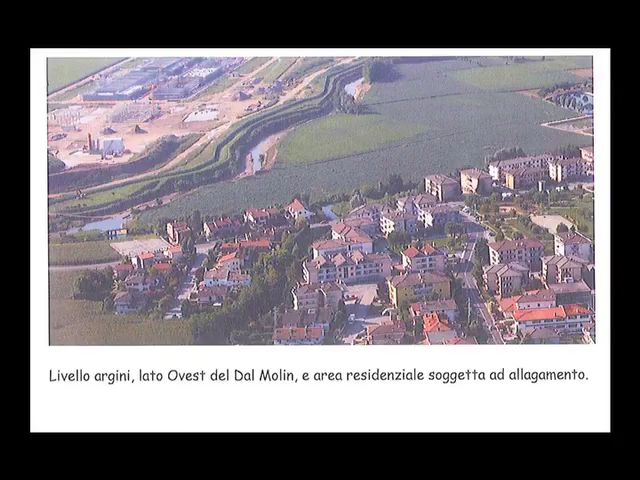 Livello argini, lato Ovest del Dal Molin, e area residenziale soggetta ad allagamento.